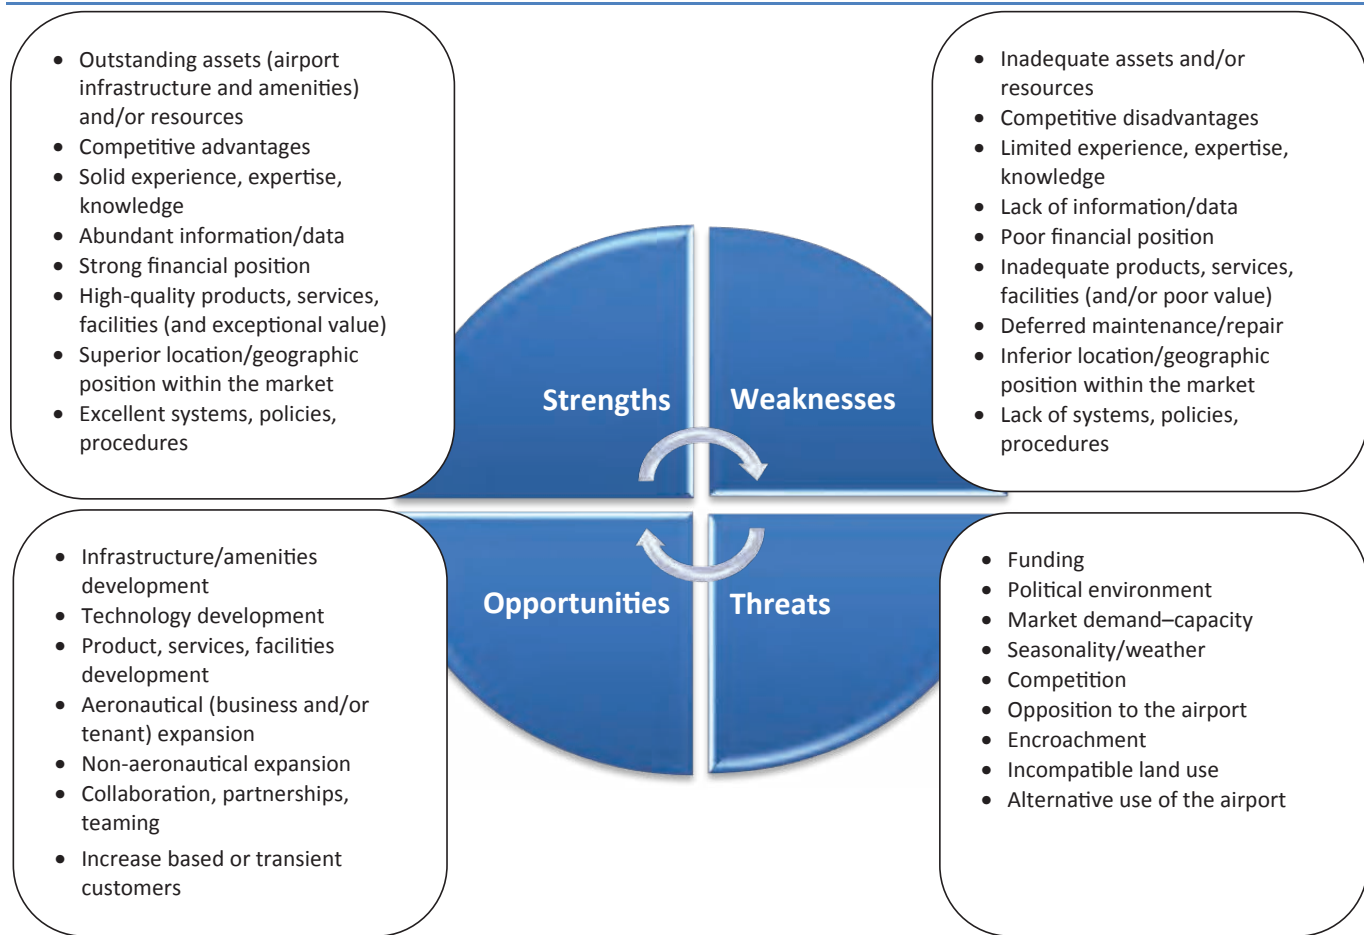 • Outstanding assets (airport
infrastructure and amenities)
and/or resources
• Competitive advantages
• Solid experience, expertise,
knowledge
• Abundant information/data
• Strong financial position
• High-quality products, services,
facilities (and exceptional value)
• Superior location/geographic
position within the market
• Excellent systems, policies,
procedures
• Inadequate assets and/or
resources
• Competitive disadvantages
• Limited experience, expertise,
knowledge
• Lack of information/data
• Poor financial position
• Inadequate products, services,
facilities (and/or poor value)
• Deferred maintenance/repair
• Inferior location/geographic
position within the market
• Lack of systems, policies,
procedures
Strengths
Weaknesses
Opportunities
Threats
• Infrastructure/amenities
development
• Technology development
• Product, services, facilities
development
• Aeronautical (business and/or
tenant) expansion
• Non-aeronautical expansion
• Collaboration, partnerships,
teaming
• Increase based or transient
customers
• Funding
• Political environment
• Market demand–capacity
• Seasonality/weather
• Competition
• Opposition to the airport
• Encroachment
• Incompatible land use
• Alternative use of the airport